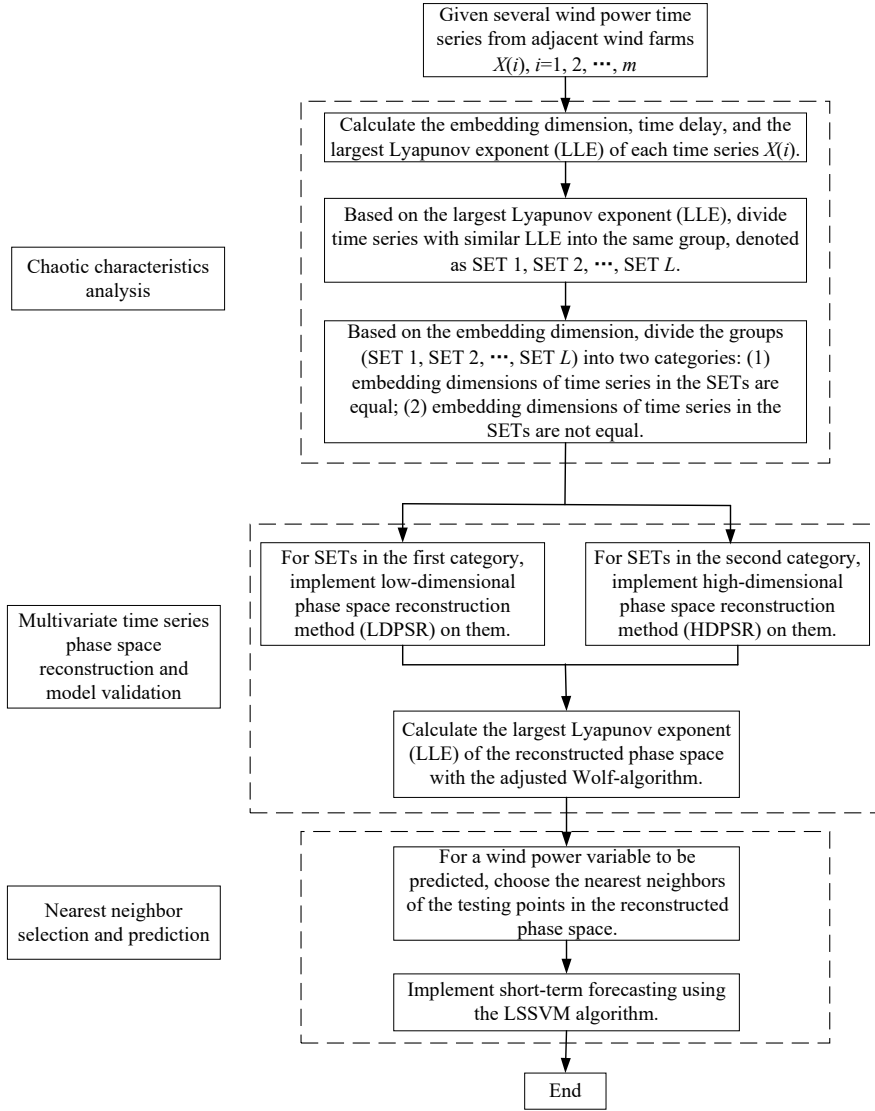 Given several wind power time
series from adjacent wind farms
X(i), i=1, 2, ···, m
Calculate the embedding dimension, time delay, and the
largest Lyapunov exponent (LLE) of each time series X(i).
Based on the largest Lyapunov exponent (LLE), divide
time series with similar LLE into the same group, denoted
as SET 1, SET 2, ···, SET L.
Chaotic characteristics
analysis
Based on the embedding dimension, divide the groups
(SET 1, SET 2, ···, SET L) into two categories: (1)
embedding dimensions of time series in the SETs are
equal; (2) embedding dimensions of time series in the
SETs are not equal.
For SETs in the first category,
implement low-dimensional
phase space reconstruction
method (LDPSR) on them.
For SETs in the second category,
implement high-dimensional
phase space reconstruction
method (HDPSR) on them.
Multivariate time series
phase space
reconstruction and
model validation
Calculate the largest Lyapunov exponent
(LLE) of the reconstructed phase space
with the adjusted Wolf-algorithm.
For a wind power variable to be
predicted, choose the nearest neighbors
of the testing points in the reconstructed
phase space.
Nearest neighbor
selection and prediction
Implement short-term forecasting using
the LSSVM algorithm.
End